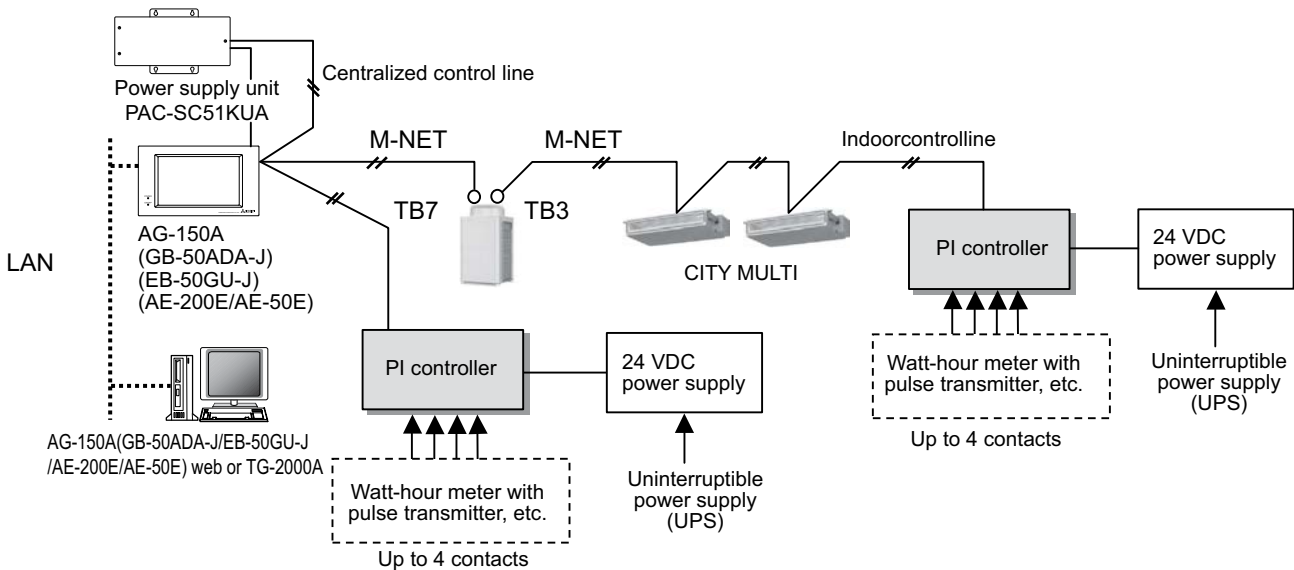 Power supply unit
PAC-SC51KUA
Centralized control line
M-NET
M-NET
Indoorcontrolline
TB7
TB3
LAN
AG-150A
(GB-50ADA-J)
(EB-50GU-J)
(AE-200E/AE-50E)
CITY MULTI
PI controller
24 VDC
power supply
Watt-hour meter with
pulse transmitter, etc.
Up to 4 contacts
Uninterruptible
power supply
(UPS)
PI controller
24 VDC
power supply
AG-150A(GB-50ADA-J/EB-50GU-J
/AE-200E/AE-50E) web or TG-2000A
Watt-hour meter with
pulse transmitter, etc.
Up to 4 contacts
Uninterruptible
power supply
(UPS)